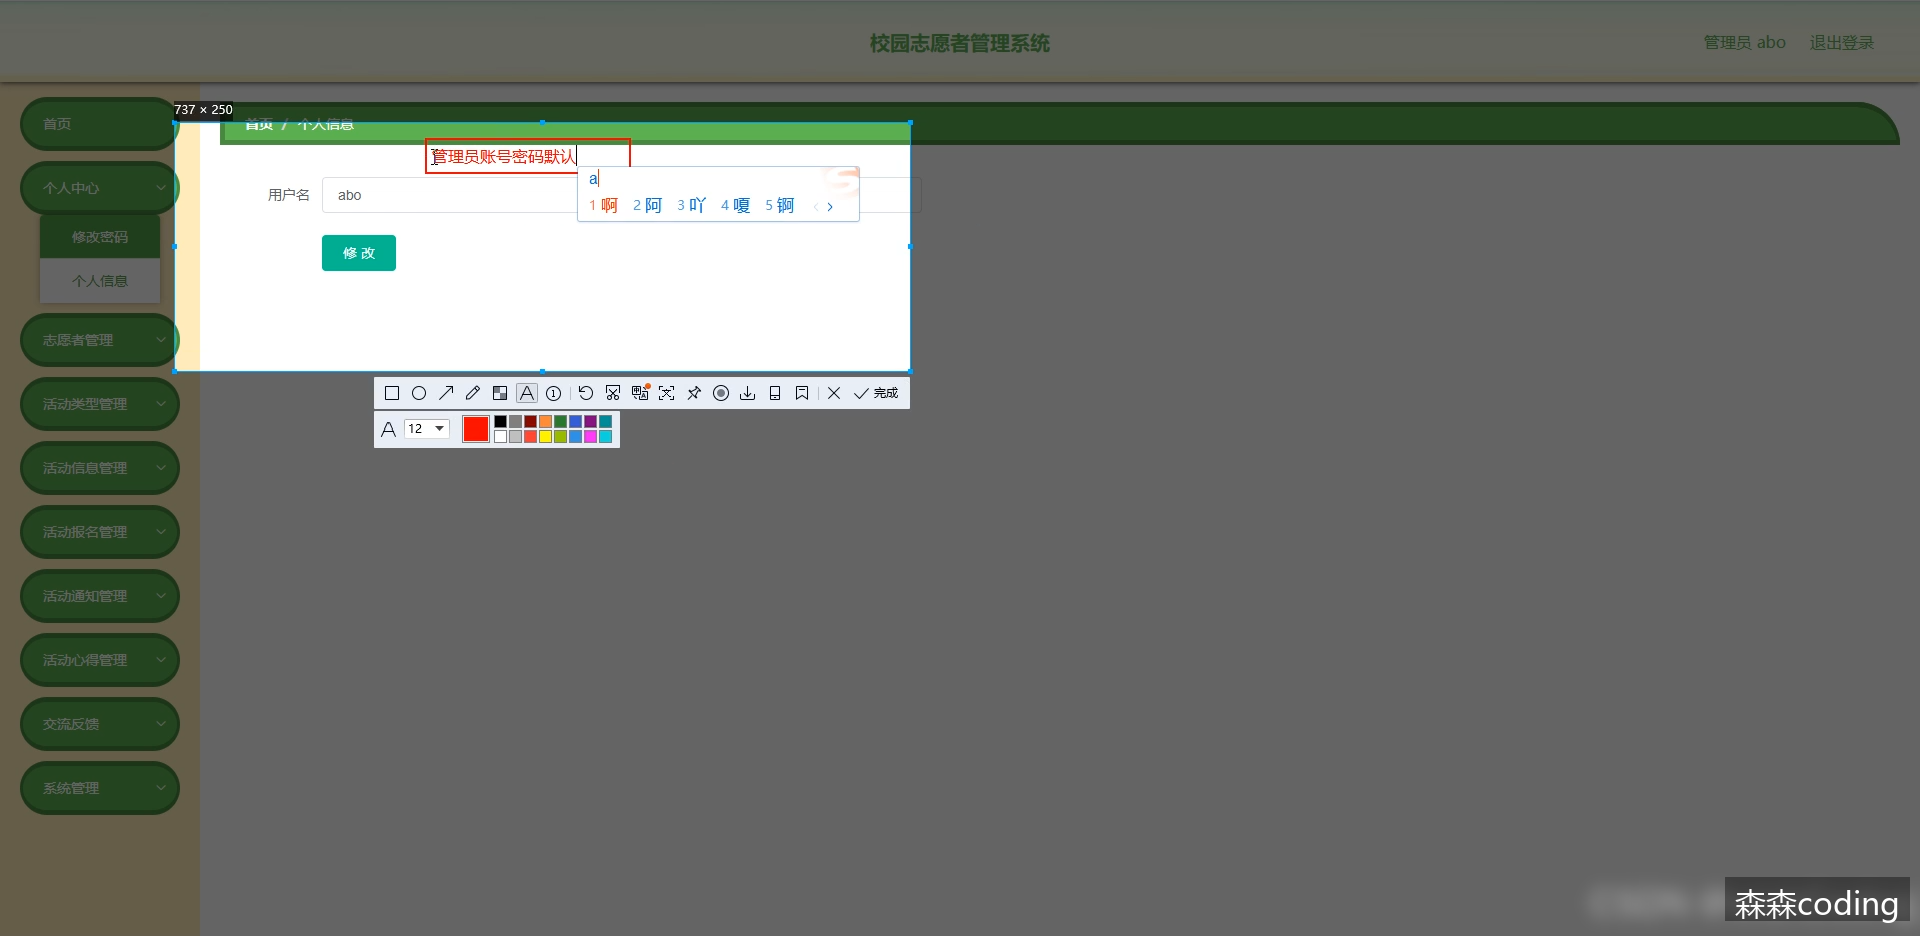 校园志愿者管理系统
管理员 abo 退出登录
首页
737 × 250
首页 / 个人信息
管理员账号密码默认
a
1 啊 2 阿 3 吖 4 嗄 5 锕
用户名 abo
修 改
个人中心
修改密码
个人信息
志愿者管理
活动类型管理
活动信息管理
活动报名管理
活动通知管理
活动心得管理
交流反馈
系统管理
完成
12
森森coding